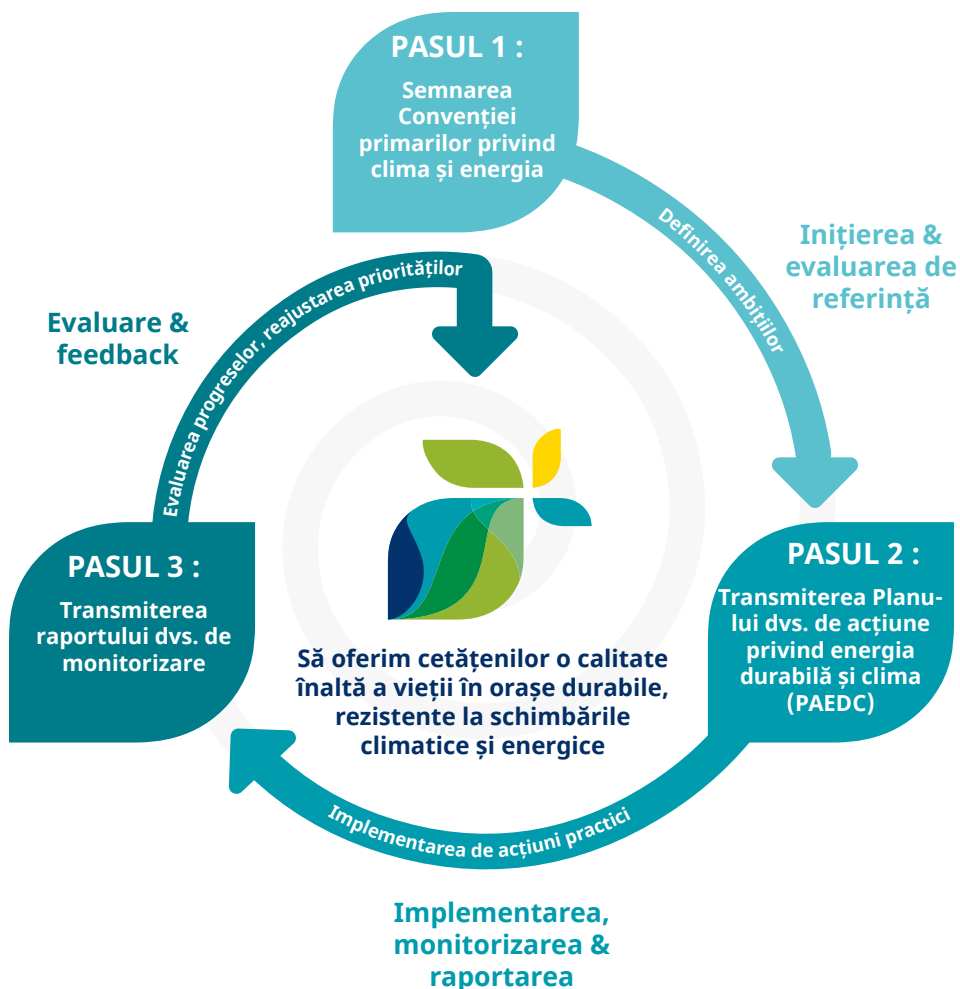 PASUL 1 :
Semnarea
Convenției
primarilor privind
clima și energia
Definirea ambițiilor
Inițierea &
evaluarea de
referință
PASUL 2 :
Transmiterea Planu-
lui dvs. de acțiune
privind energia
durabilă și clima
(PAEDC)
Implementarea de acțiuni practici
Implementarea,
monitorizarea &
raportarea
PASUL 3 :
Transmiterea
raportului dvs. de
monitorizare
Evaluarea progreselor, reajustarea priorităților
Evaluare &
feedback
Să oferim cetățenilor o calitate
înaltă a vieții în orașe durabile,
rezistente la schimbările
climatice și energice